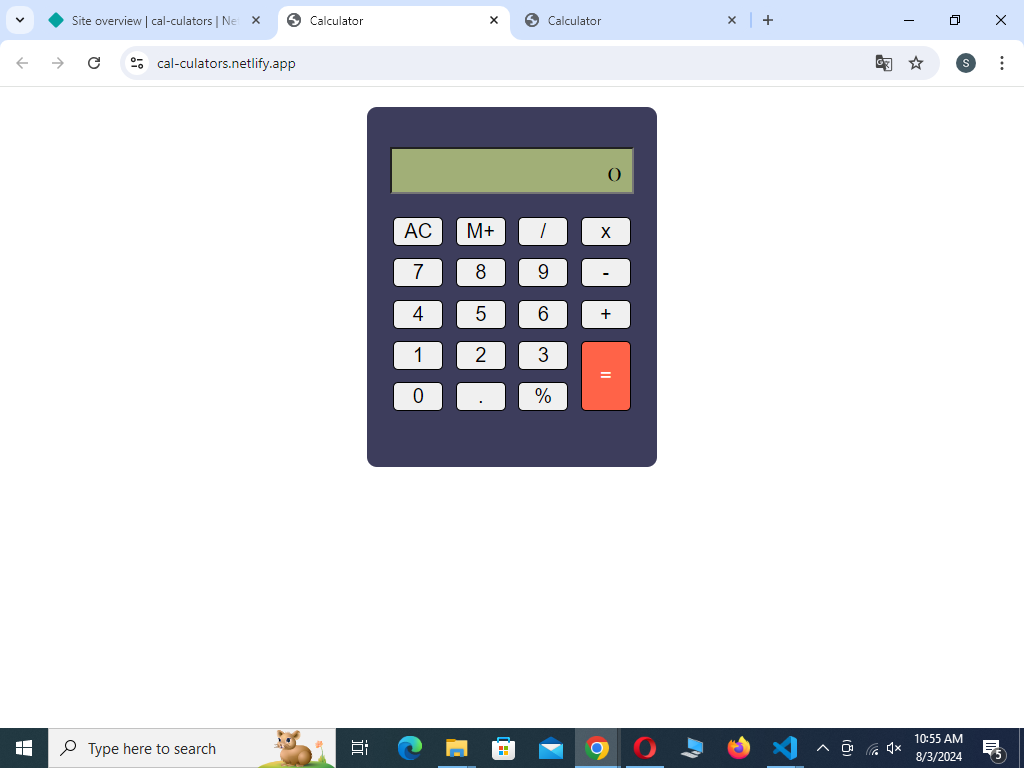 Site overview | cal-culators | Ne
Calculator
Calculator
cal-culators.netlify.app
S
0
AC M+ / x
7 8 9 -
4 5 6 +
1 2 3
=
0 . %
Type here to search
10:55 AM
8/3/2024
5